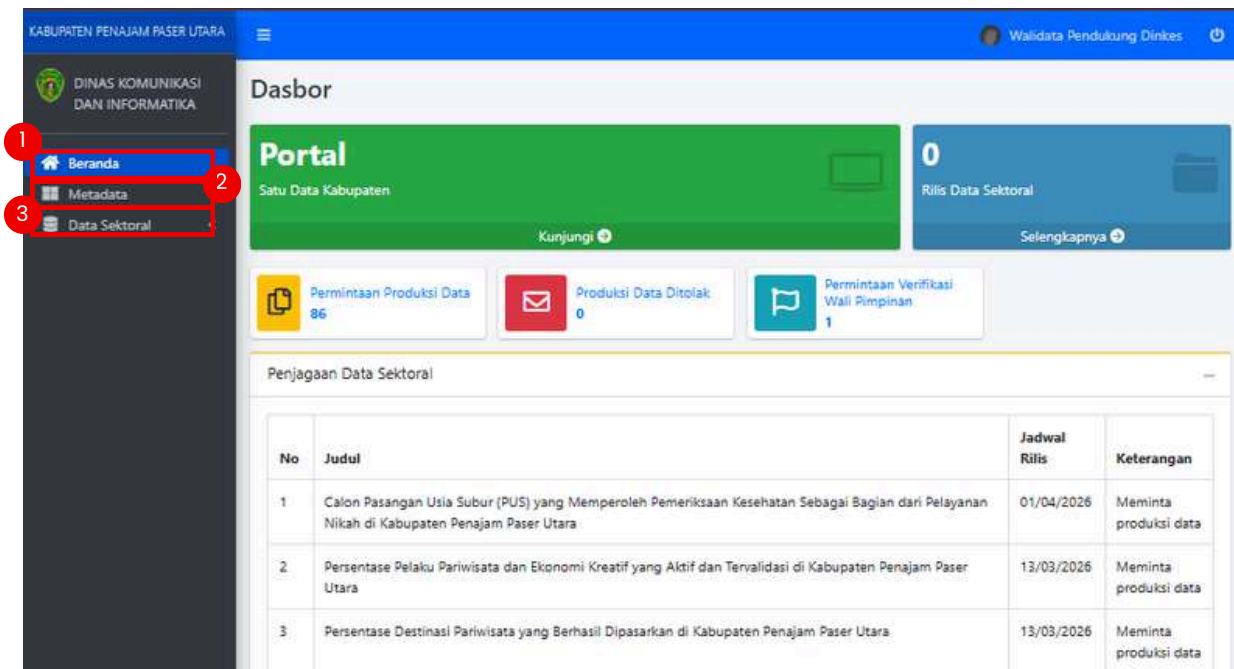 KABUPATEN PENAJAM PASER UTARA
Walidata Pendukung Dinkes
DINAS KOMUNIKASI
DAN INFORMATIKA
1
Beranda
2
Metadata
3
Data Sektoral
Dasbor
Portal
Satu Data Kabupaten
Kunjungi
0
Rilis Data Sektoral
Selengkapnya
Permintaan Produksi Data
86
Produksi Data Ditolak
0
Permintaan Verifikasi
Wali Pimpinan
1
Penjagaan Data Sektoral
No Judul Jadwal
Rilis Keterangan
1 Calon Pasangan Usia Subur (PUS) yang Memperoleh Pemeriksaan Kesehatan Sebagai Bagian dari Pelayanan 01/04/2026 Meminta
Nikah di Kabupaten Penajam Paser Utara produksi data
2 Persentase Pelaku Pariwisata dan Ekonomi Kreatif yang Aktif dan Tervalidasi di Kabupaten Penajam Paser 13/03/2026 Meminta
Utara produksi data
3 Persentase Destinasi Pariwisata yang Berhasil Dipasarkan di Kabupaten Penajam Paser Utara 13/03/2026 Meminta
produksi data